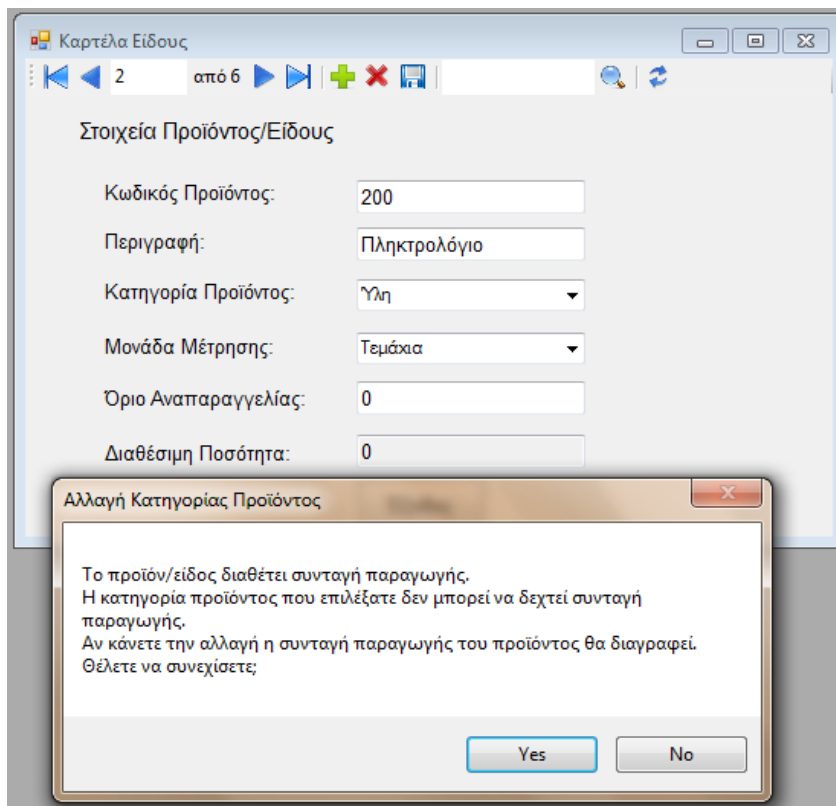 Καρτέλα Είδους
2 από 6
Στοιχεία Προϊόντος/Είδους
Κωδικός Προϊόντος: 200
Περιγραφή: Πληκτρολόγιο
Κατηγορία Προϊόντος: Ύλη
Μονάδα Μέτρησης: Τεμάχια
Όριο Αναπαραγγελίας: 0
Διαθέσιμη Ποσότητα: 0
Αλλαγή Κατηγορίας Προϊόντος
Το προϊόν/είδος διαθέτει συνταγή παραγωγής.
Η κατηγορία προϊόντος που επιλέξατε δεν μπορεί να δεχτεί συνταγή
παραγωγής.
Αν κάνετε την αλλαγή η συνταγή παραγωγής του προϊόντος θα διαγραφεί.
Θέλετε να συνεχίσετε;
Yes No